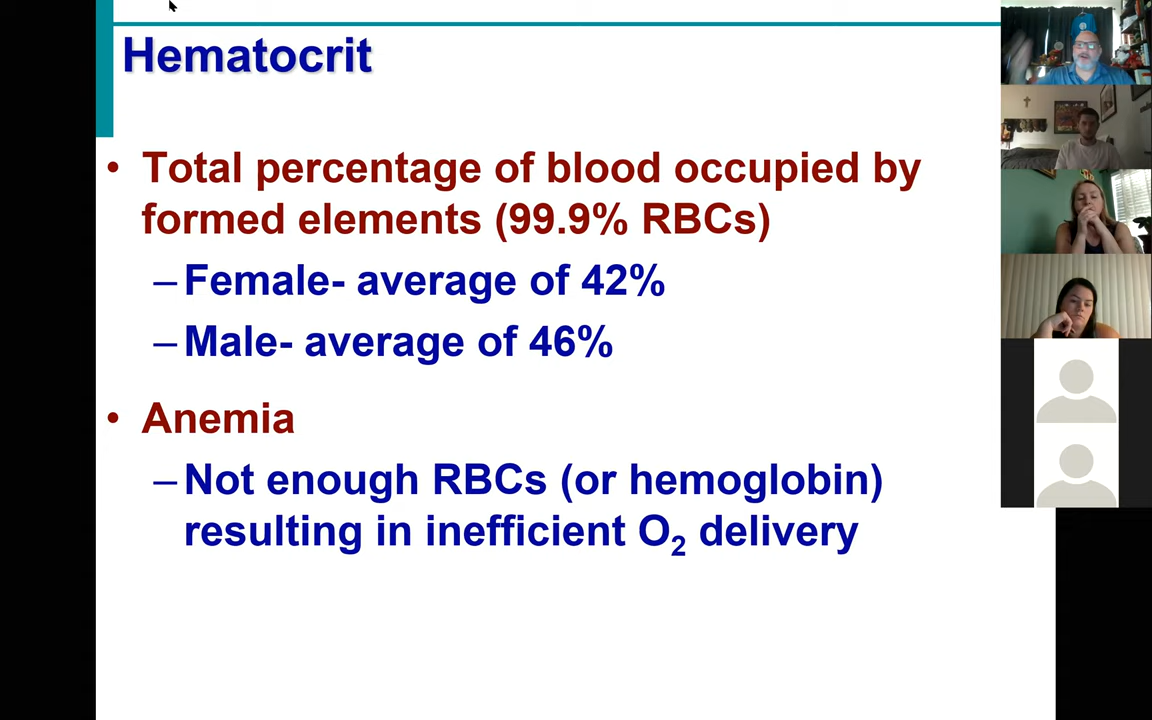 Hematocrit
• Total percentage of blood occupied by
formed elements (99.9% RBCs)
– Female- average of 42%
– Male- average of 46%
• Anemia
– Not enough RBCs (or hemoglobin)
resulting in inefficient O₂ delivery